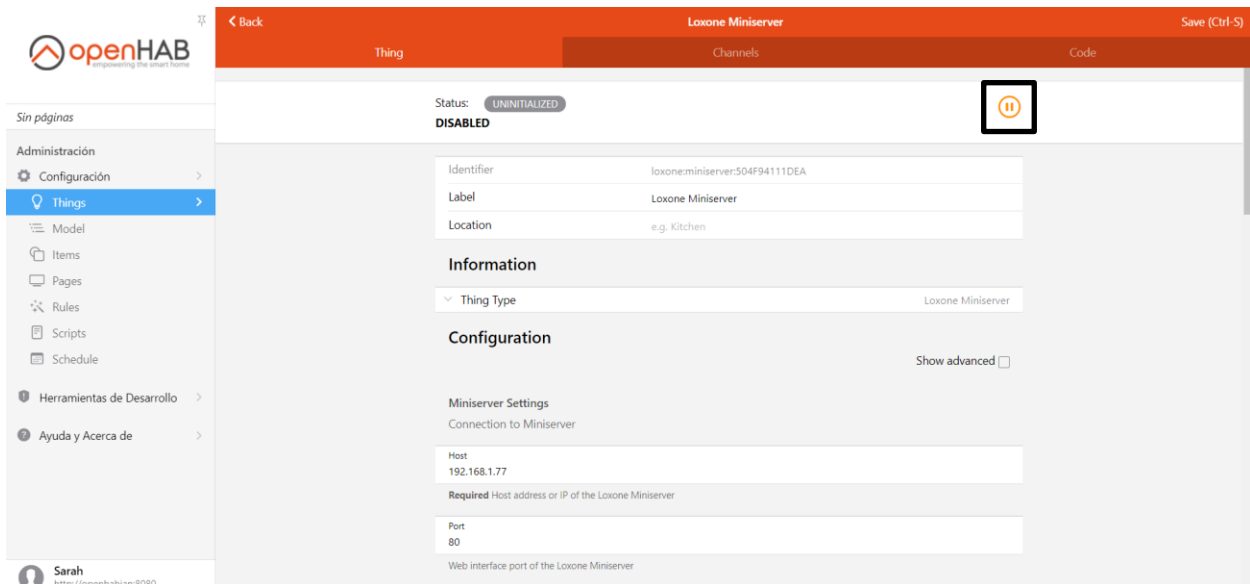 openHAB
empowering the smart home
Sin páginas
Administración
Configuración
Things
Model
Items
Pages
Rules
Scripts
Schedule
Herramientas de Desarrollo
Ayuda y Acerca de
Sarah
http://openhabian:8080
Back
Loxone Miniserver
Save (Ctrl-S)
Thing
Channels
Code
Status: UNINITIALIZED
DISABLED
Identifier loxone:miniserver:504F94111DEA
Label Loxone Miniserver
Location e.g. Kitchen
Information
Thing Type Loxone Miniserver
Configuration
Show advanced
Miniserver Settings
Connection to Miniserver
Host
192.168.1.77
Required Host address or IP of the Loxone Miniserver
Port
80
Web interface port of the Loxone Miniserver